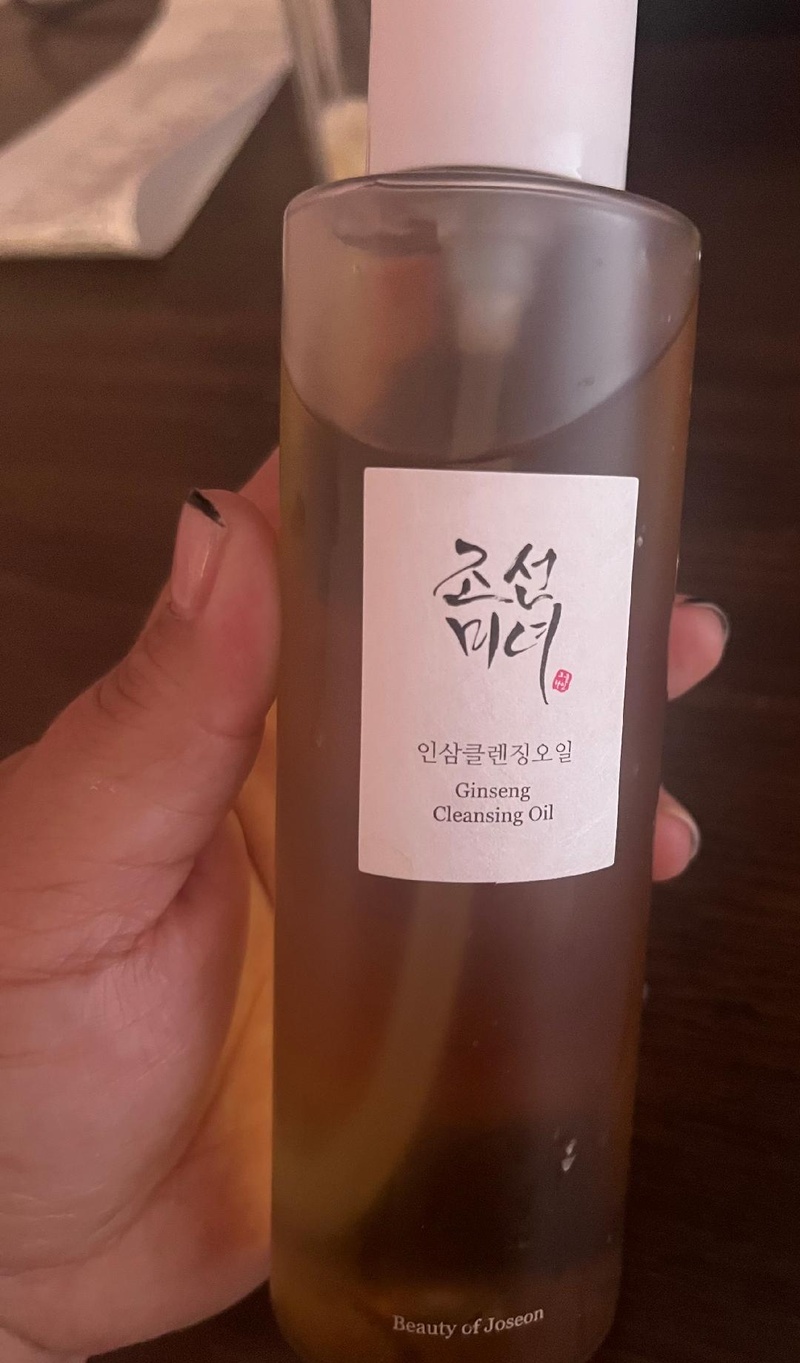 조선
미녀
인삼클렌징오일
Ginseng
Cleansing Oil
Beauty of Joseon